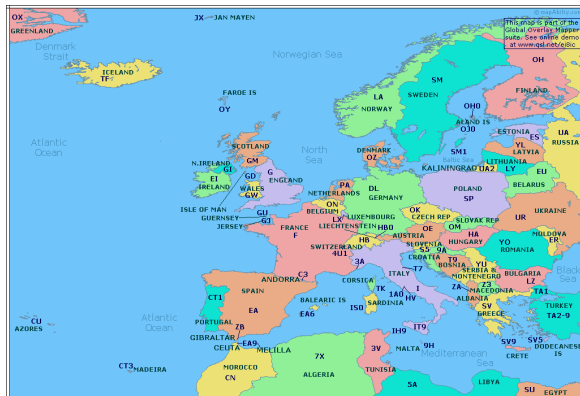 © mapability.com
This map is part of the
Global Overlay Mapper
suite. See online demo
at www.qsl.net/ei8ic
OX
GREENLAND
JX
JAN MAYEN
Denmark
Strait
Norwegian Sea
ICELAND
TF
FAROE IS
OY
Atlantic
Ocean
North
Sea
LA
NORWAY
SM
SWEDEN
OH
FINLAND
OH0
ALAND IS
OJ0
SM1
Baltic Sea
ESTONIA
ES
YL
LATVIA
LITHUANIA
LY
UA
RUSSIA
KALININGRAD
UA2
EU
BELARUS
SCOTLAND
GM
N.IRELAND
GI
GD
G
ENGLAND
EI
IRELAND
WALES
GW
ISLE OF MAN
GUERNSEY
GU
JERSEY
GJ
DENMARK
OZ
PA
NETHERLANDS
ON
BELGIUM
DL
GERMANY
POLAND
SP
LX
LUXEMBOURG
LIECHTENSTEIN
HB0
OK
CZECH REP
OM
SLOVAK REP
UR
UKRAINE
FRANCE
F
SWITZERLAND
HB
4U1
OE
AUSTRIA
SLOVENIA
S5
9A
CROATIA
HA
HUNGARY
YO
ROMANIA
MOLDOVA
ER
3A
T9
BOSNIA
YU
SERBIA &
MONTENEGRO
BULGARIA
LZ
Black
Sea
ITALY
T7
I
HV
1A0
ZA
ALBANIA
Z3
MACEDONIA
SV
GREECE
TA1
TURKEY
TA2-9
C3
ANDORRA
CORSICA
TK
IS0
SARDINIA
SPAIN
EA
CT1
PORTUGAL
BALEARIC IS
EA6
Atlantic
CU
AZORES
ZB
GIBRALTAR
CEUTA
EA9
MELILLA
IH9
IT9
MALTA
9H
Mediterranean
Sea
SV9
CRETE
SV5
DODECANESE
IS
CT3
MADEIRA
MOROCCO
CN
7X
ALGERIA
3V
TUNISIA
5A
LIBYA
SU
EGYPT